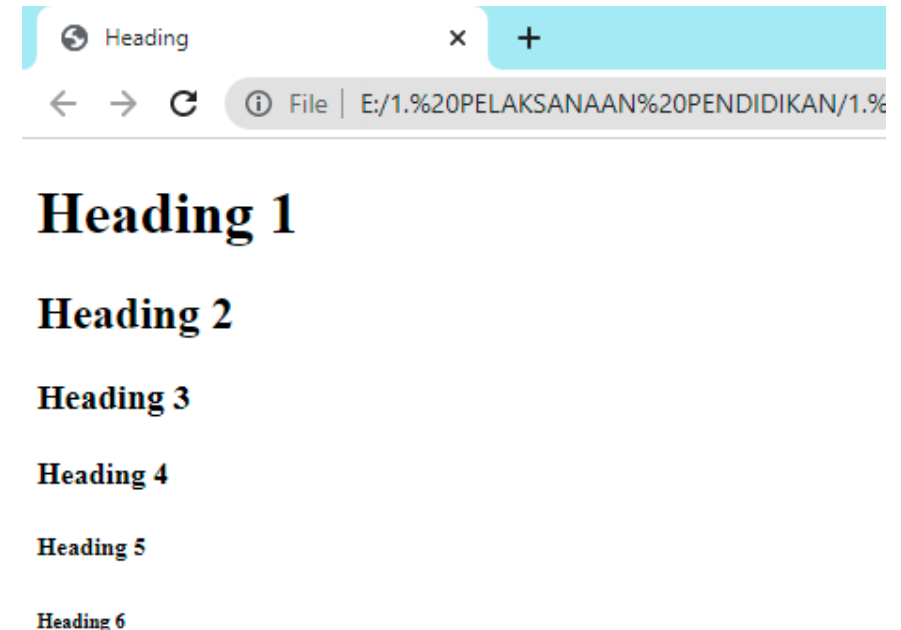 Heading
File | E:/1.%20PELAKSANAAN%20PENDIDIKAN/1.%
Heading 1
Heading 2
Heading 3
Heading 4
Heading 5
Heading 6